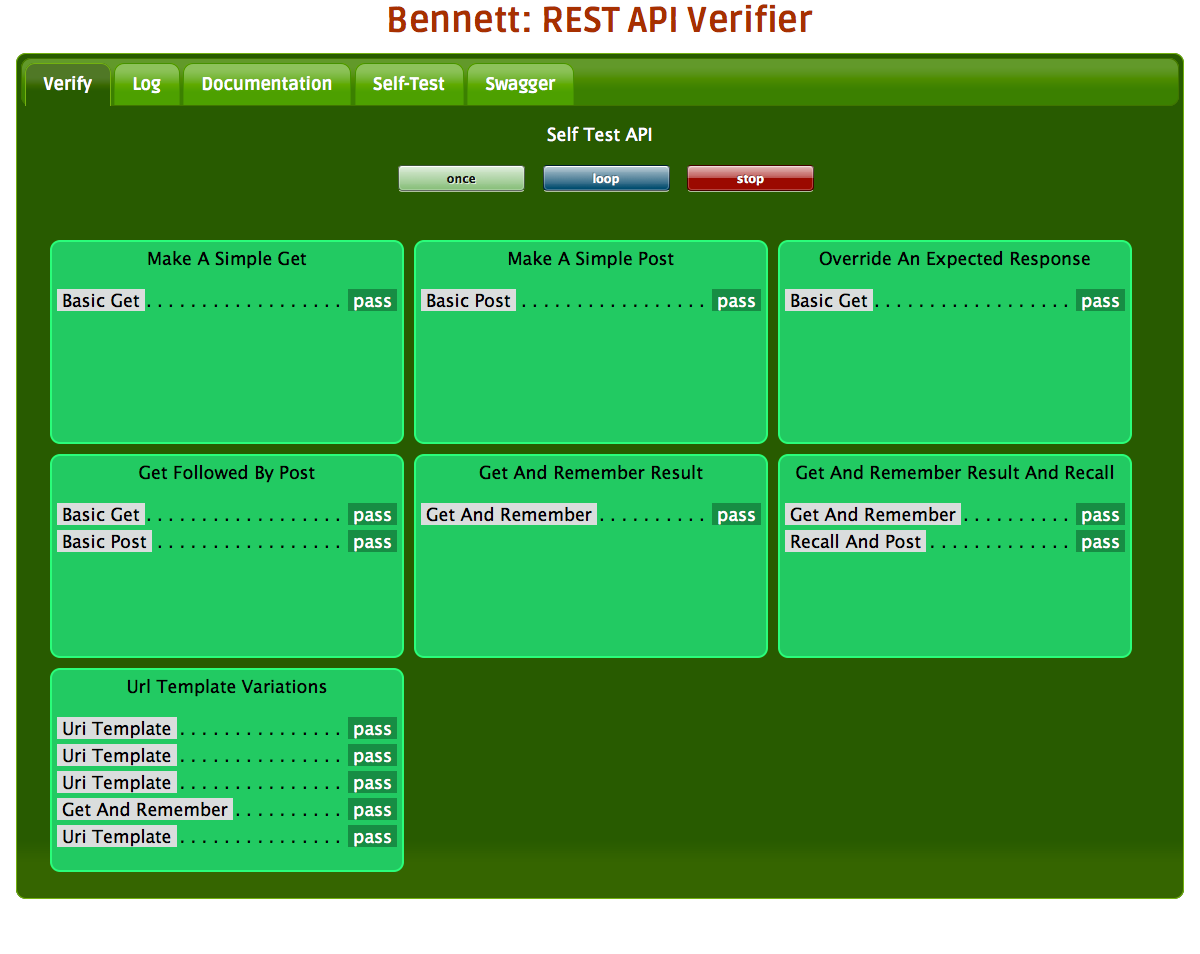 Bennett: REST API Verifier
Verify Log Documentation Self-Test Swagger
Self Test API
once loop stop
Make A Simple Get
Basic Get . . . . . . . . . . . . . . . . . . pass
Make A Simple Post
Basic Post . . . . . . . . . . . . . . . . . pass
Override An Expected Response
Basic Get . . . . . . . . . . . . . . . . . . pass
Get Followed By Post
Basic Get . . . . . . . . . . . . . . . . . . pass
Basic Post . . . . . . . . . . . . . . . . . pass
Get And Remember Result
Get And Remember . . . . . . . . . . pass
Get And Remember Result And Recall
Get And Remember . . . . . . . . . . pass
Recall And Post . . . . . . . . . . . . . pass
Url Template Variations
Uri Template . . . . . . . . . . . . . . . pass
Uri Template . . . . . . . . . . . . . . . pass
Uri Template . . . . . . . . . . . . . . . pass
Get And Remember . . . . . . . . . . pass
Uri Template . . . . . . . . . . . . . . . pass